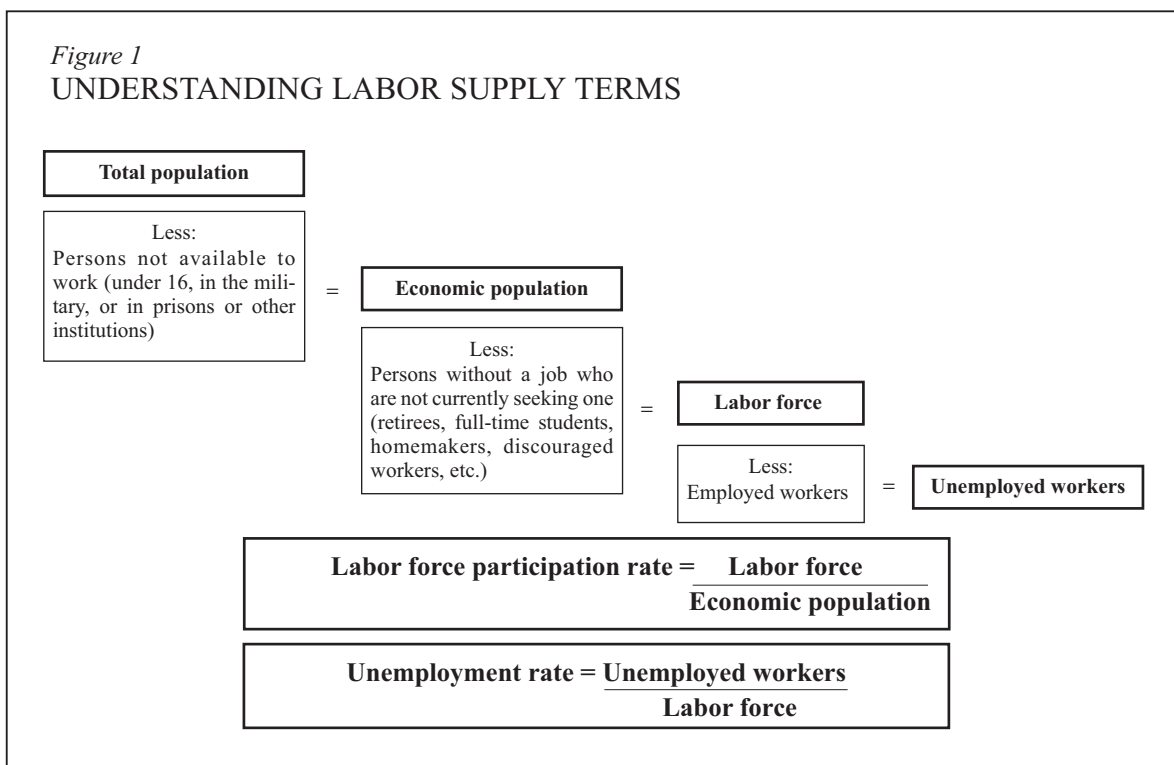 Figure 1
UNDERSTANDING LABOR SUPPLY TERMS
Total population
Less:
Persons not available to
work (under 16, in the mili-
tary, or in prisons or other
institutions)
=
Economic population
Less:
Persons without a job who
are not currently seeking one
(retirees, full-time students,
homemakers, discouraged
workers, etc.)
=
Labor force
Less:
Employed workers
=
Unemployed workers
Labor force participation rate = Labor force
Economic population
Unemployment rate = Unemployed workers
Labor force